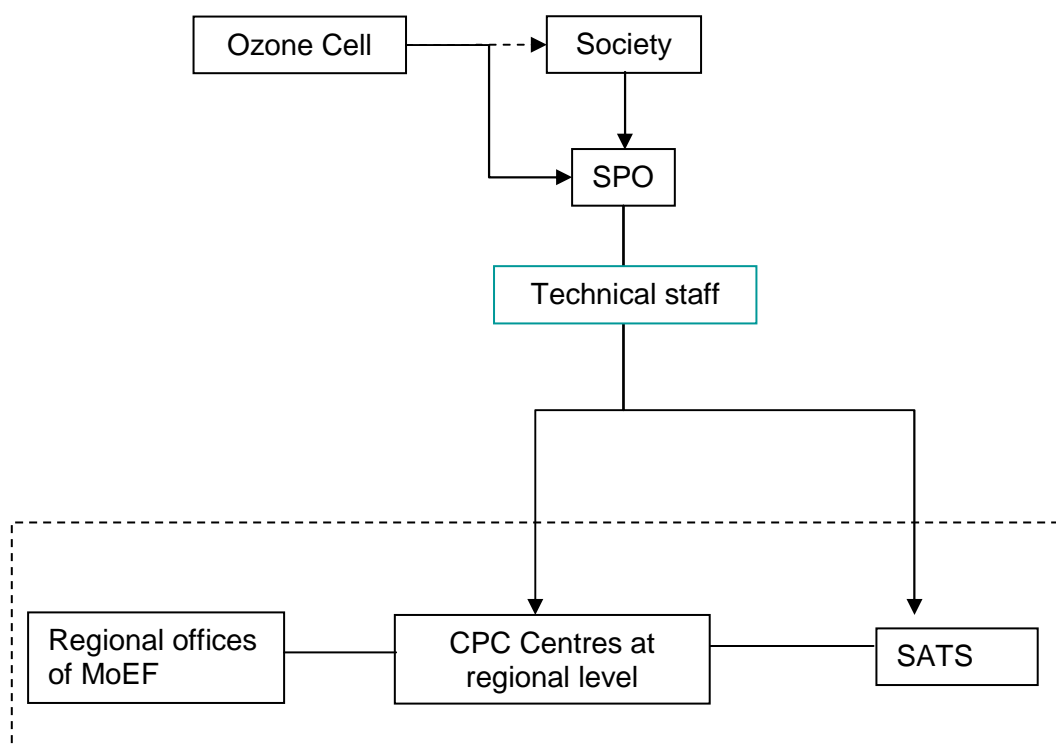 Ozone Cell
Society
SPO
Technical staff
Regional offices
of MoEF
CPC Centres at
regional level
SATS